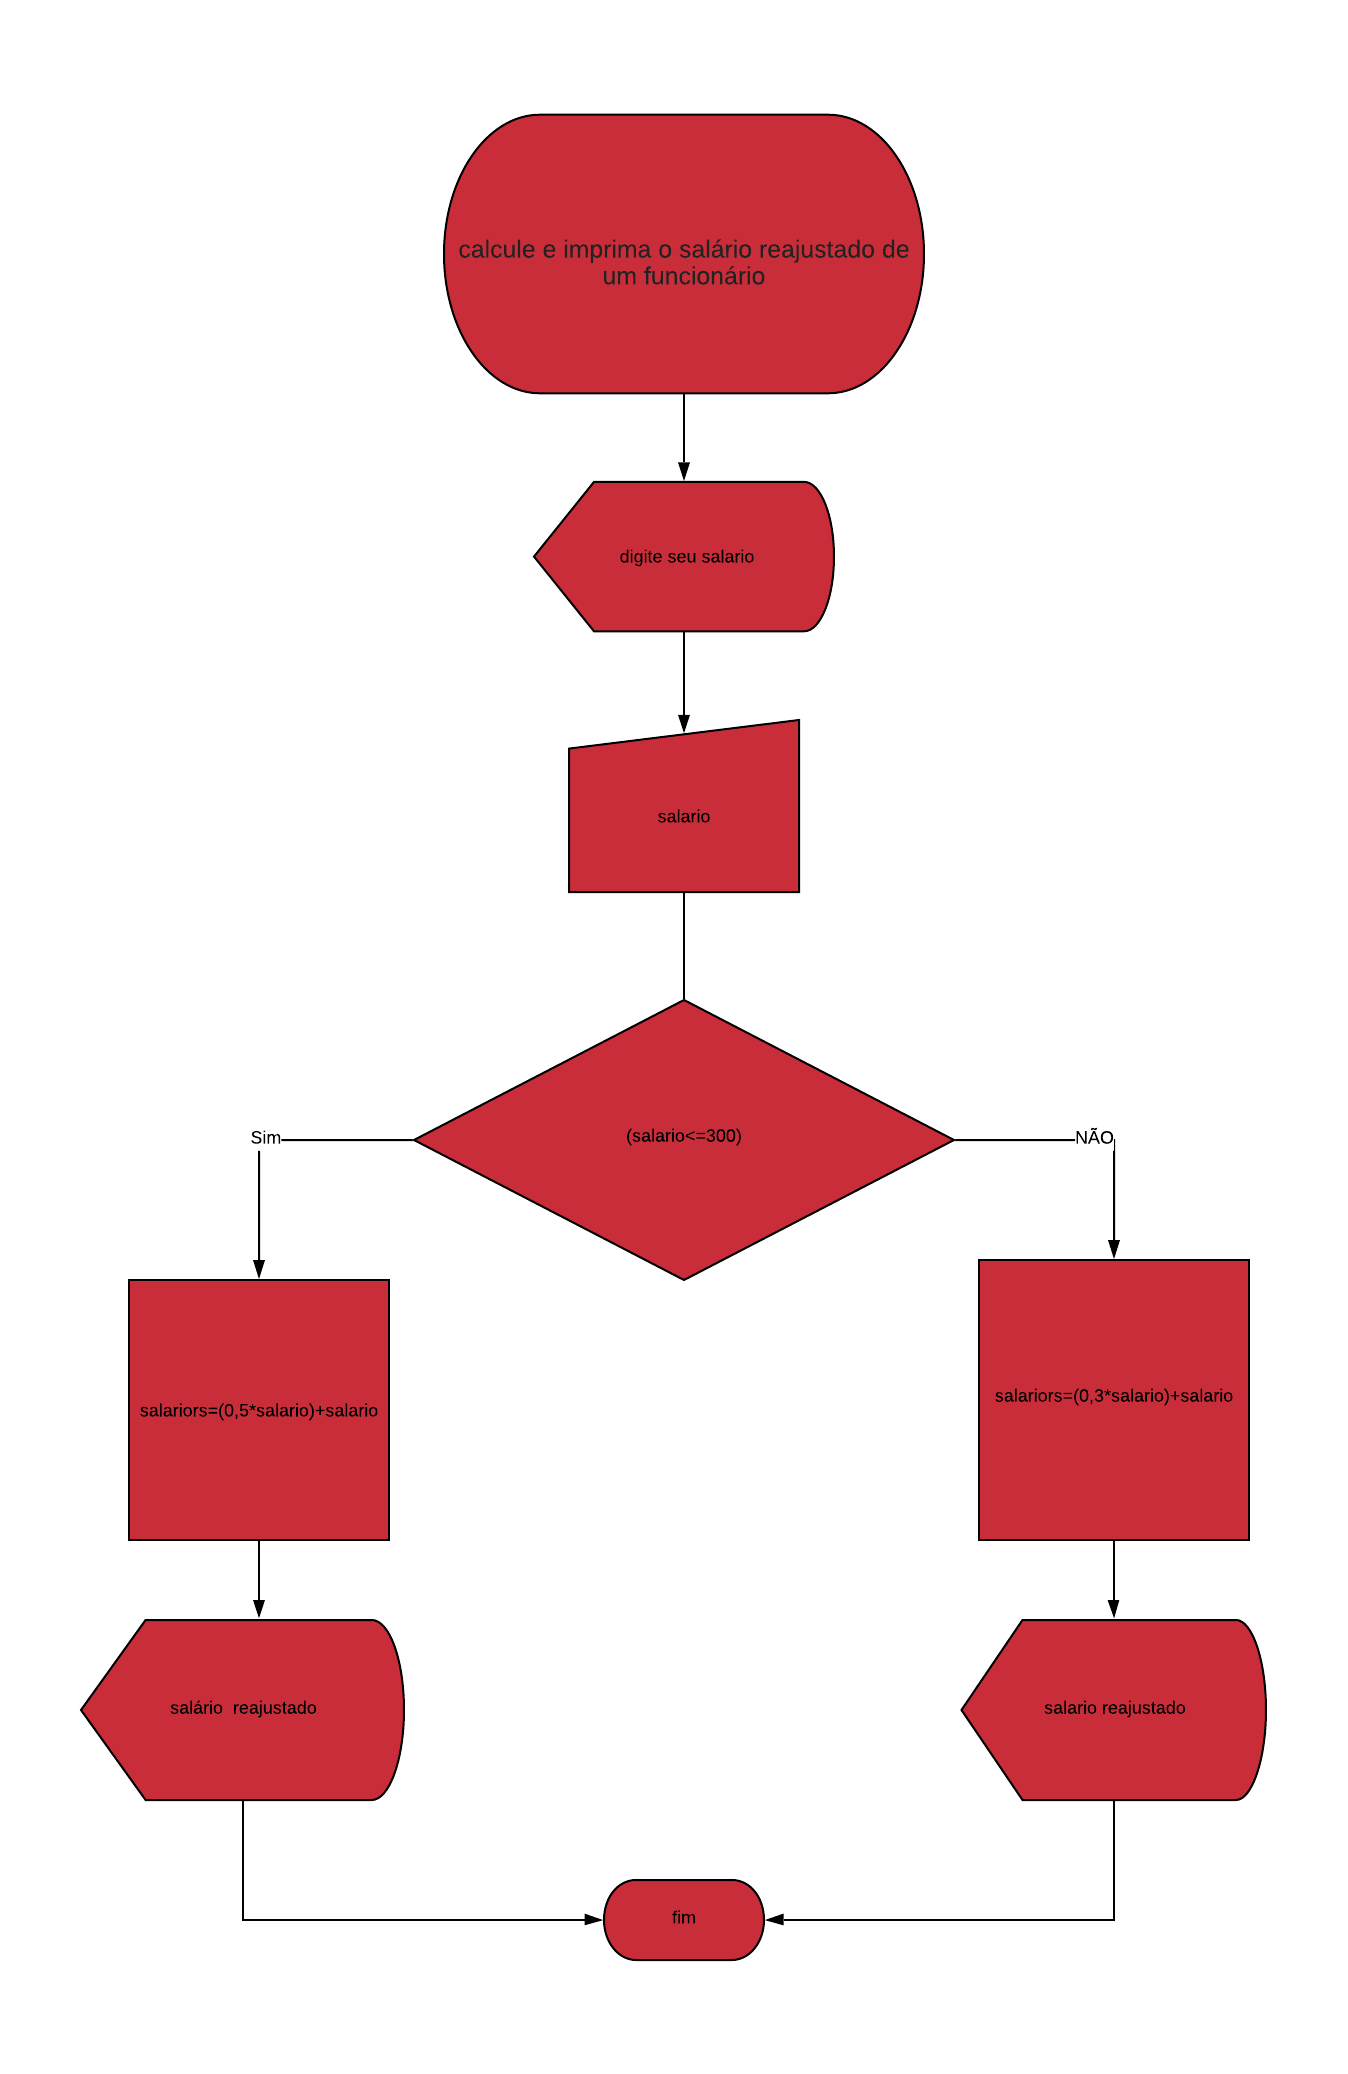 calcule e imprima o salário reajustado de
um funcionário
digite seu salario
salario
(salario<=300)
Sim
NÃO
salariors=(0,5*salario)+salario
salariors=(0,3*salario)+salario
salário  reajustado
salario reajustado
fim